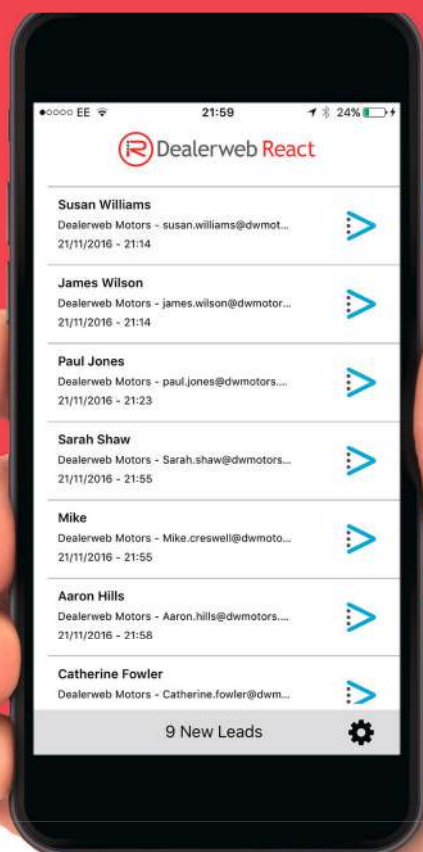 EE 21:59 24%
Dealerweb React
Susan Williams
Dealerweb Motors - susan.williams@dwmot...
21/11/2016 - 21:14
James Wilson
Dealerweb Motors - james.wilson@dwmotor...
21/11/2016 - 21:14
Paul Jones
Dealerweb Motors - paul.jones@dwmotors....
21/11/2016 - 21:23
Sarah Shaw
Dealerweb Motors - Sarah.shaw@dwmotors...
21/11/2016 - 21:55
Mike
Dealerweb Motors - Mike.creswell@dwmoto...
21/11/2016 - 21:55
Aaron Hills
Dealerweb Motors - Aaron.hills@dwmotors....
21/11/2016 - 21:58
Catherine Fowler
Dealerweb Motors - Catherine.fowler@dwm...
9 New Leads